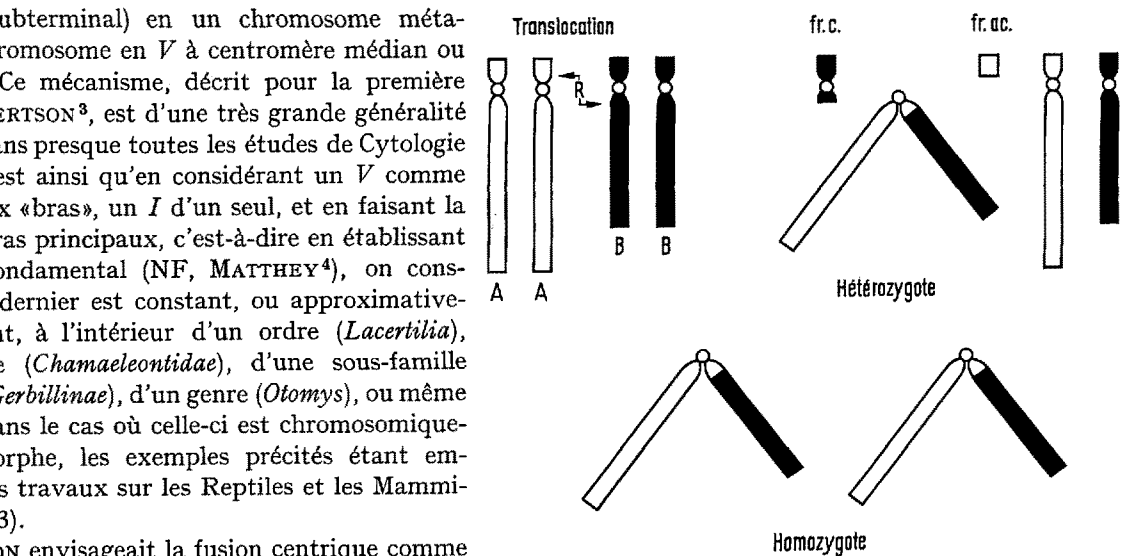 ubterminal) en un chromosome méta-
romosome en V à centromère médian ou
Ce mécanisme, décrit pour la première
ERTSON³, est d'une très grande généralité
ns presque toutes les études de Cytologie
est ainsi qu'en considérant un V comme
x «bras», un I d'un seul, et en faisant la
ras principaux, c'est-à-dire en établissant
ondamental (NF, MATTHEY⁴), on cons-
dernier est constant, ou approximative-
t, à l'intérieur d'un ordre (Lacertilia),
e (Chamaeleontidae), d'une sous-famille
Gerbillinae), d'un genre (Otomys), ou même
ns le cas où celle-ci est chromosomique-
orphe, les exemples précités étant em-
s travaux sur les Reptiles et les Mammi-
3).
ON envisageait la fusion centrique comme
Translocation
fr. c.
fr. ac.
R
B B
A A
Hétérozygote
Homozygote